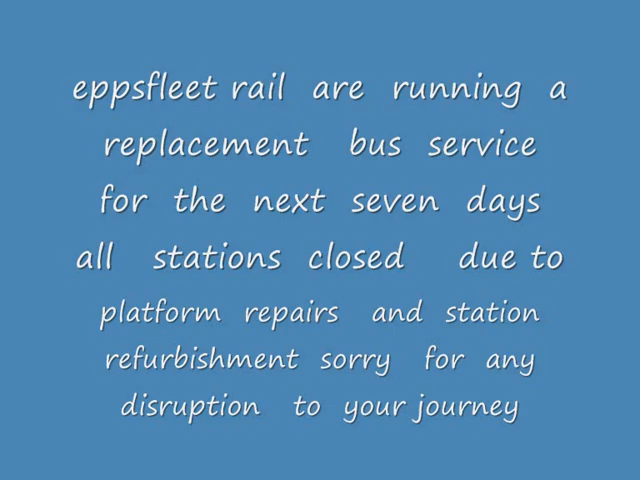 eppsfleet rail are running a
replacement bus service
for the next seven days
all stations closed due to
platform repairs and station
refurbishment sorry for any
disruption to your journey